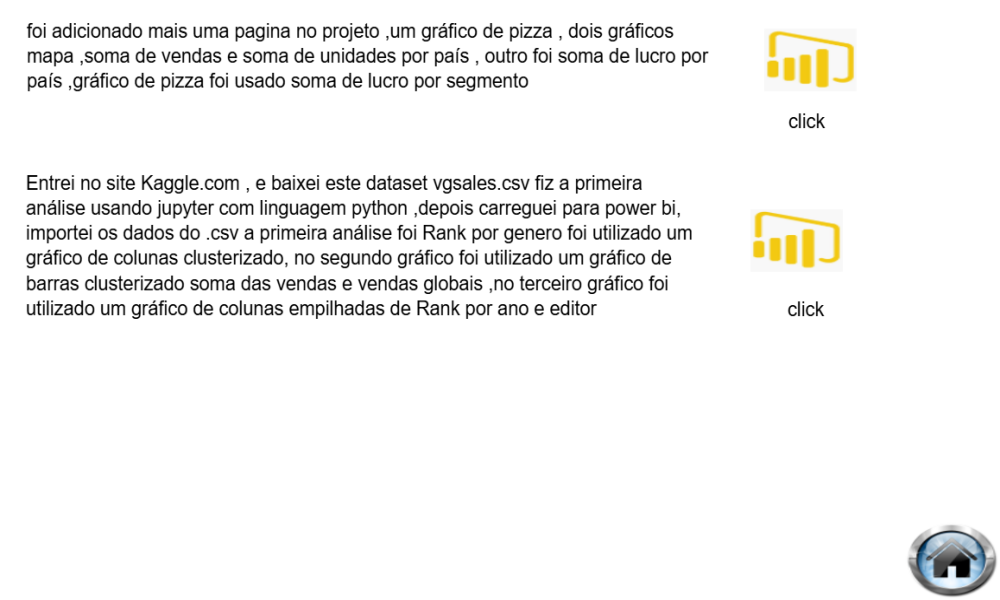 foi adicionado mais uma pagina no projeto ,um gráfico de pizza , dois gráficos
mapa ,soma de vendas e soma de unidades por país , outro foi soma de lucro por
país ,gráfico de pizza foi usado soma de lucro por segmento
click
Entrei no site Kaggle.com , e baixei este dataset vgsales.csv fiz a primeira
análise usando jupyter com linguagem python ,depois carreguei para power bi,
importei os dados do .csv a primeira análise foi Rank por genero foi utilizado um
gráfico de colunas clusterizado, no segundo gráfico foi utilizado um gráfico de
barras clusterizado soma das vendas e vendas globais ,no terceiro gráfico foi
utilizado um gráfico de colunas empilhadas de Rank por ano e editor
click